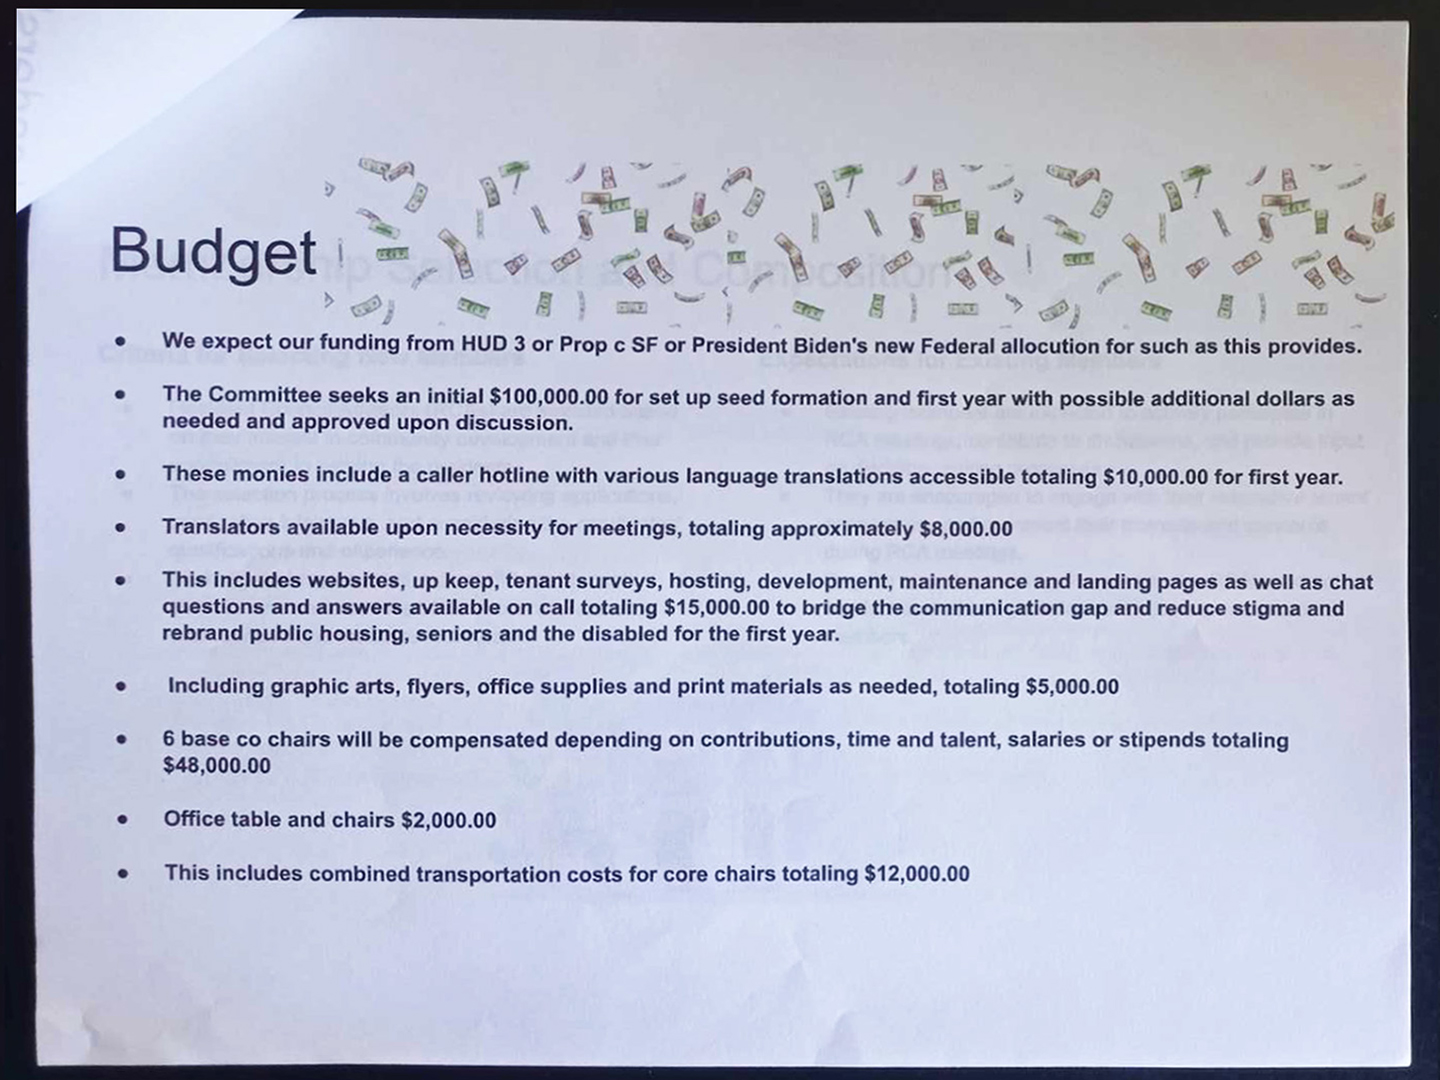 Budget
• We expect our funding from HUD 3 or Prop c SF or President Biden's new Federal allocution for such as this provides.
• The Committee seeks an initial $100,000.00 for set up seed formation and first year with possible additional dollars as
needed and approved upon discussion.
• These monies include a caller hotline with various language translations accessible totaling $10,000.00 for first year.
• Translators available upon necessity for meetings, totaling approximately $8,000.00
• This includes websites, up keep, tenant surveys, hosting, development, maintenance and landing pages as well as chat
questions and answers available on call totaling $15,000.00 to bridge the communication gap and reduce stigma and
rebrand public housing, seniors and the disabled for the first year.
• Including graphic arts, flyers, office supplies and print materials as needed, totaling $5,000.00
• 6 base co chairs will be compensated depending on contributions, time and talent, salaries or stipends totaling
$48,000.00
• Office table and chairs $2,000.00
• This includes combined transportation costs for core chairs totaling $12,000.00